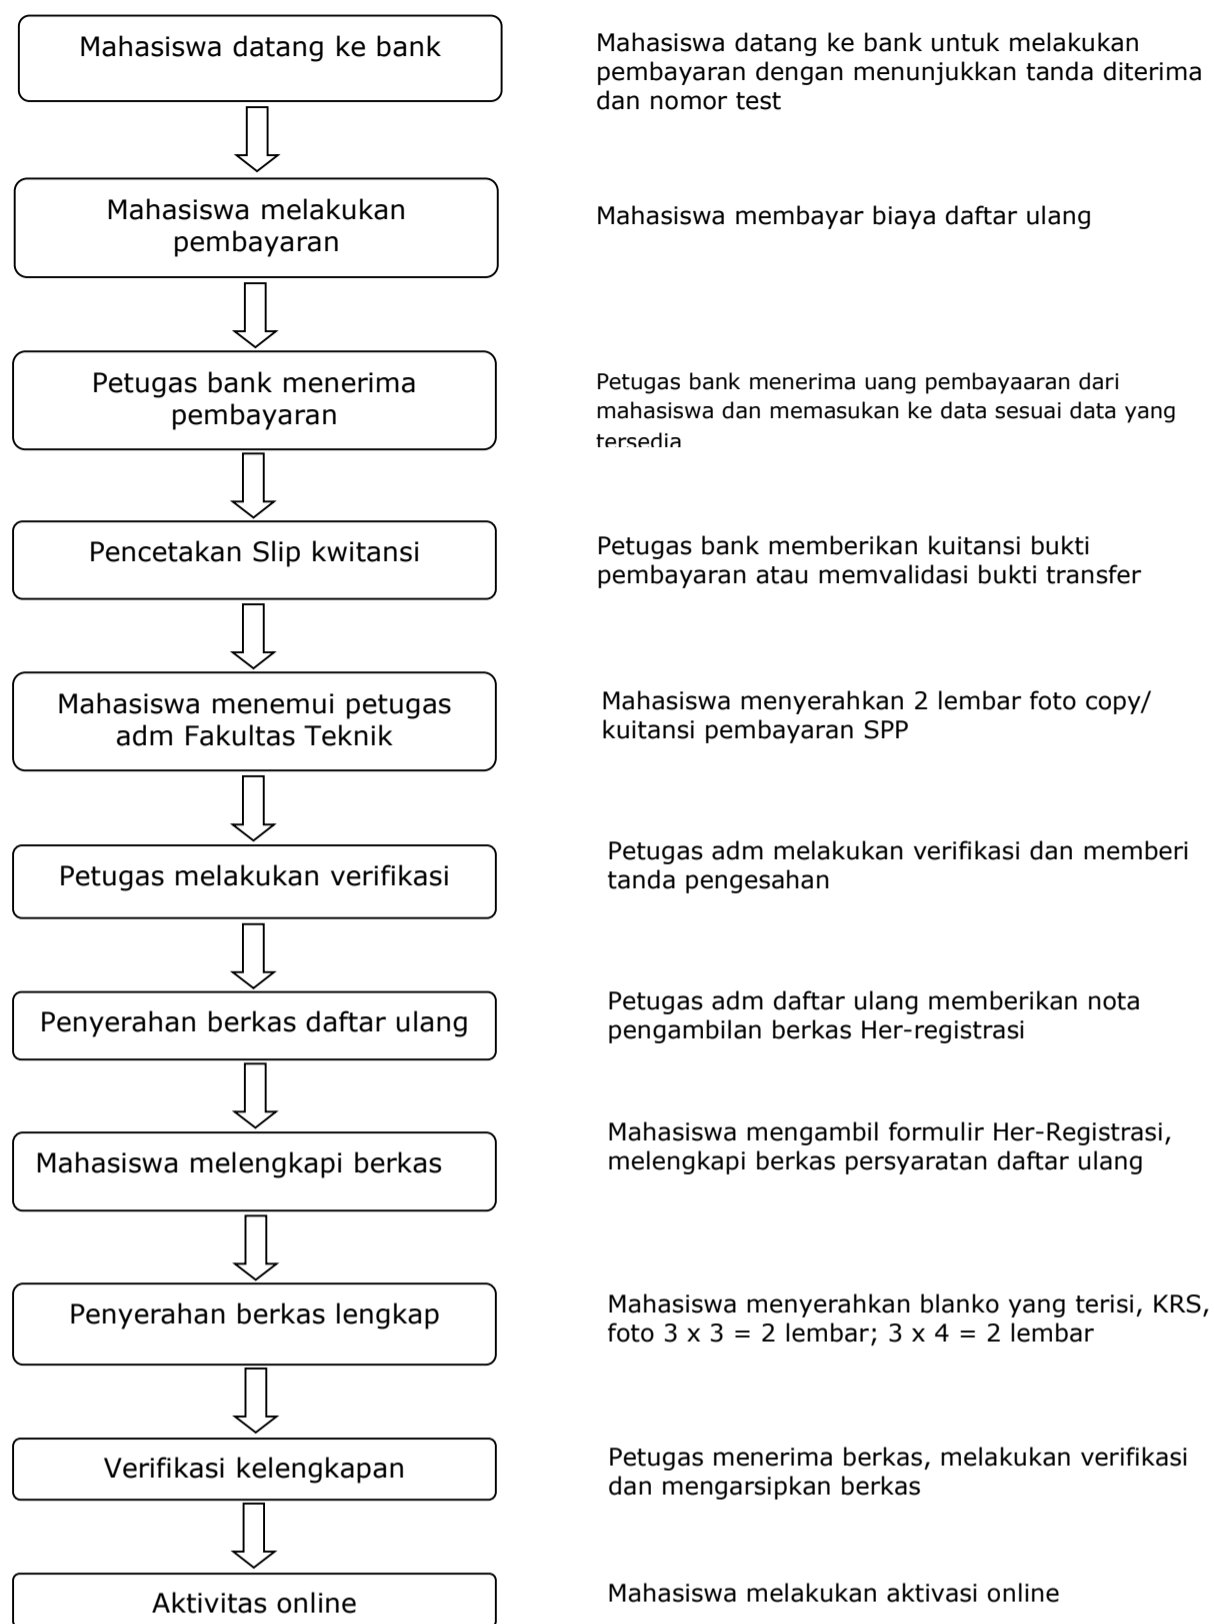 Mahasiswa datang ke bank
Mahasiswa datang ke bank untuk melakukan
pembayaran dengan menunjukkan tanda diterima
dan nomor test
Mahasiswa melakukan
pembayaran
Mahasiswa membayar biaya daftar ulang
Petugas bank menerima
pembayaran
Petugas bank menerima uang pembayaaran dari
mahasiswa dan memasukan ke data sesuai data yang
tersedia
Pencetakan Slip kwitansi
Petugas bank memberikan kuitansi bukti
pembayaran atau memvalidasi bukti transfer
Mahasiswa menemui petugas
adm Fakultas Teknik
Mahasiswa menyerahkan 2 lembar foto copy/
kuitansi pembayaran SPP
Petugas melakukan verifikasi
Petugas adm melakukan verifikasi dan memberi
tanda pengesahan
Penyerahan berkas daftar ulang
Petugas adm daftar ulang memberikan nota
pengambilan berkas Her-registrasi
Mahasiswa melengkapi berkas
Mahasiswa mengambil formulir Her-Registrasi,
melengkapi berkas persyaratan daftar ulang
Penyerahan berkas lengkap
Mahasiswa menyerahkan blanko yang terisi, KRS,
foto 3 x 3 = 2 lembar; 3 x 4 = 2 lembar
Verifikasi kelengkapan
Petugas menerima berkas, melakukan verifikasi
dan mengarsipkan berkas
Aktivitas online
Mahasiswa melakukan aktivasi online